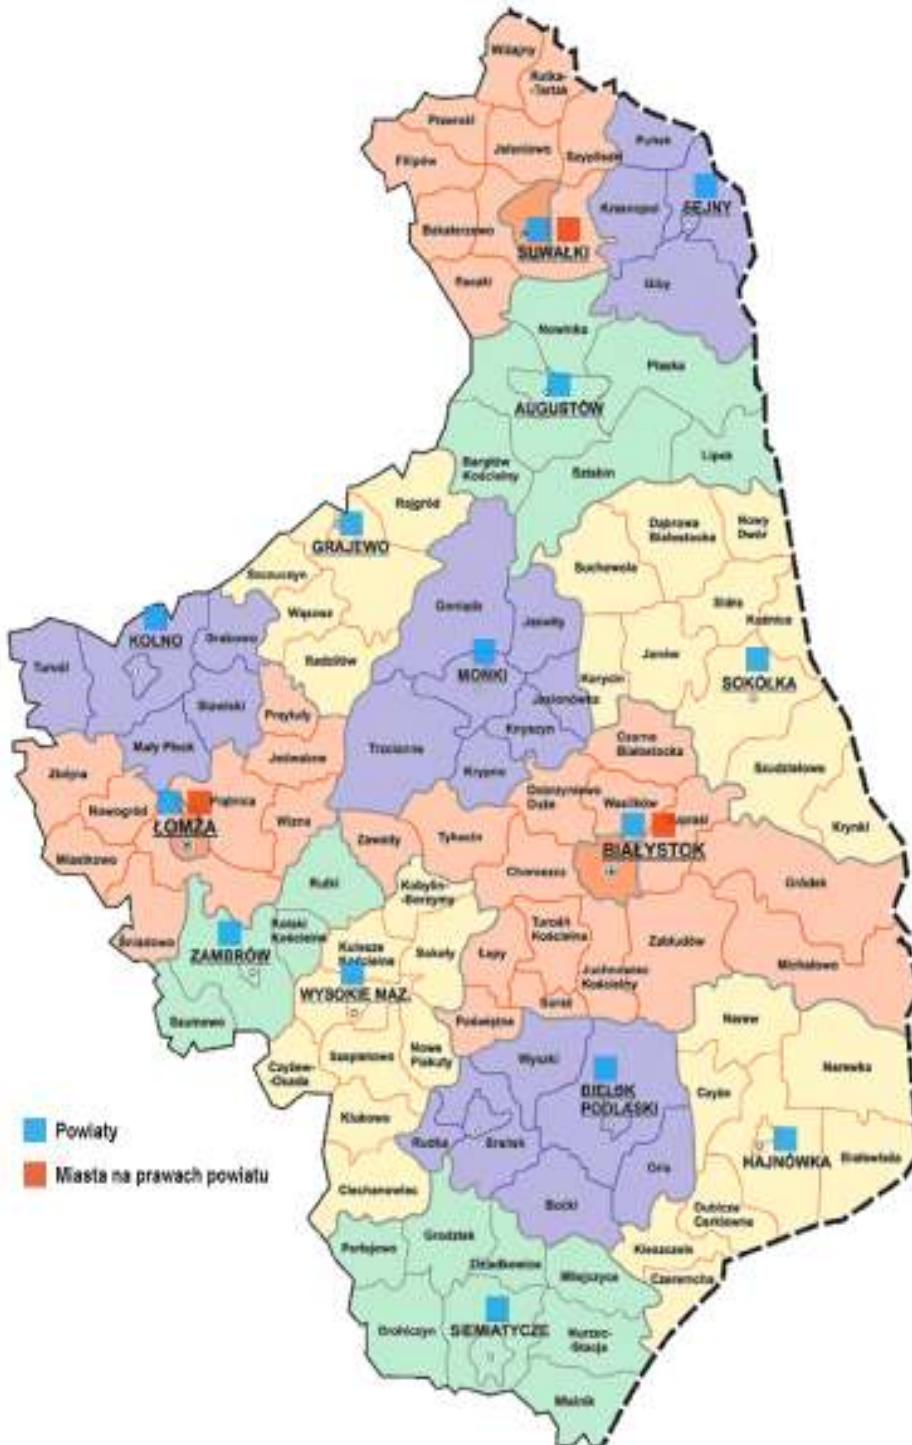 Wiżajny
Rutka-
-Tartak
Przerośl
Jeleniewo
Szypliszki
Filipów
Puńsk
Krasnopol
SEJNY
Bakałarzewo
SUWAŁKI
Raczki
Giby
Nowinka
Płaska
AUGUSTÓW
Bargłów
Kościelny
Sztabin
Lipsk
Rajgród
GRAJEWO
Dąbrowa
Białostocka
Nowy
Dwór
Suchowola
Szczuczyn
Wąsosz
Goniądz
Jaświły
Sidra
Kuźnica
KOLNO
Grabowo
Turośl
Radziłów
MOŃKI
Korycin
Janów
SOKÓŁKA
Stawiski
Przytuły
Jasionówka
Mały Płock
Jedwabne
Trzcianne
Knyszyn
Krypno
Czarna
Białostocka
Szudziałowo
Zbójna
Nowogród
Piątnica
ŁOMŻA
Wizna
Dobrzyniewo
Duże
Wasilków
Supraśl
Krynki
Miastkowo
Zawady
Tykocin
BIAŁYSTOK
Choroszcz
Gródek
Rutki
Kobylin-
-Borzymy
Śniadowo
ZAMBRÓW
Kołaki
Kościelne
Kulesze
Kościelne
Sokoły
Łapy
Turośń
Kościelna
Zabłudów
Michałowo
WYSOKIE MAZ.
Juchnowiec
Kościelny
Suraż
Szumowo
Poświętne
Narew
Czyżew-
-Osada
Szepietowo
Nowe
Piekuty
Wyszki
BIELSK
PODLASKI
Czyże
Narewka
Klukowo
Rudka
Brańsk
Orla
HAJNÓWKA
Białowieża
Powiaty
Miasta na prawach powiatu
Ciechanowiec
Boćki
Dubicze
Cerkiewne
Perlejewo
Grodzisk
Dziadkowice
Kleszczele
Milejczyce
Czeremcha
Drohiczyn
SIEMIATYCZE
Nurzec-
-Stacja
Mielnik